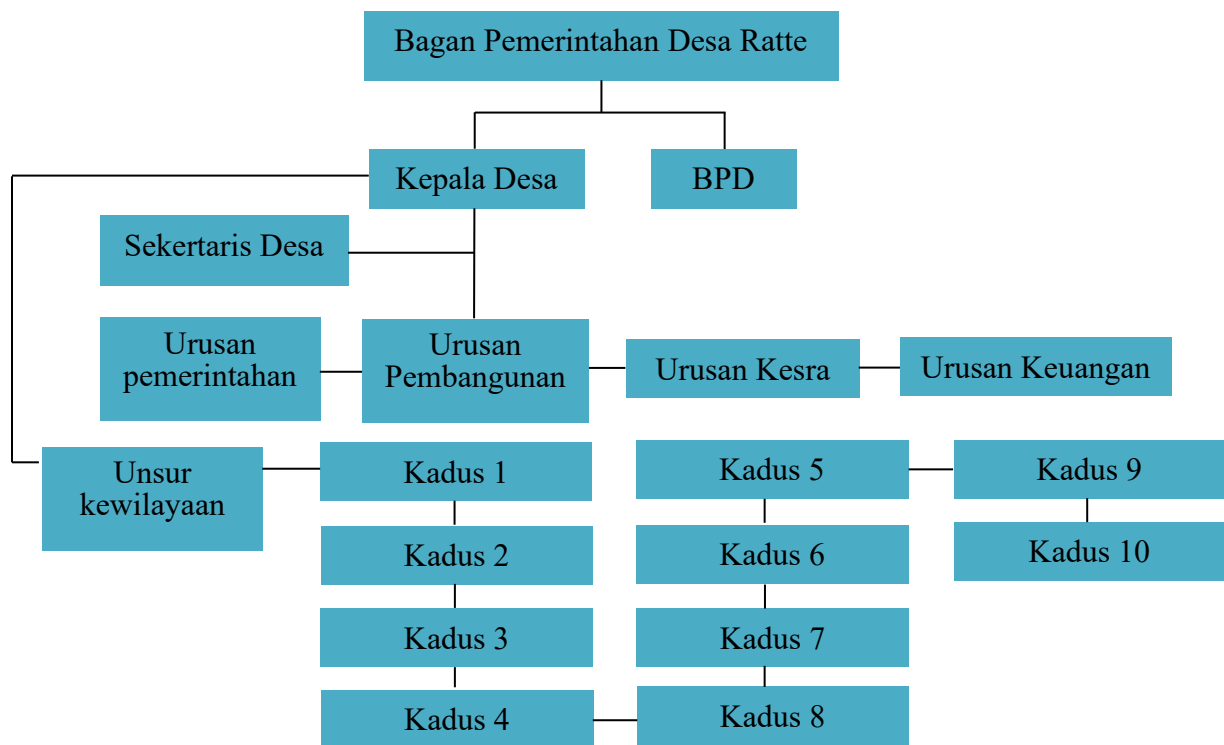 Bagan Pemerintahan Desa Ratte
Kepala Desa
BPD
Sekertaris Desa
Urusan
pemerintahan
Urusan
Pembangunan
Urusan Kesra
Urusan Keuangan
Unsur
kewilayaan
Kadus 1
Kadus 5
Kadus 9
Kadus 2
Kadus 6
Kadus 10
Kadus 3
Kadus 7
Kadus 4
Kadus 8